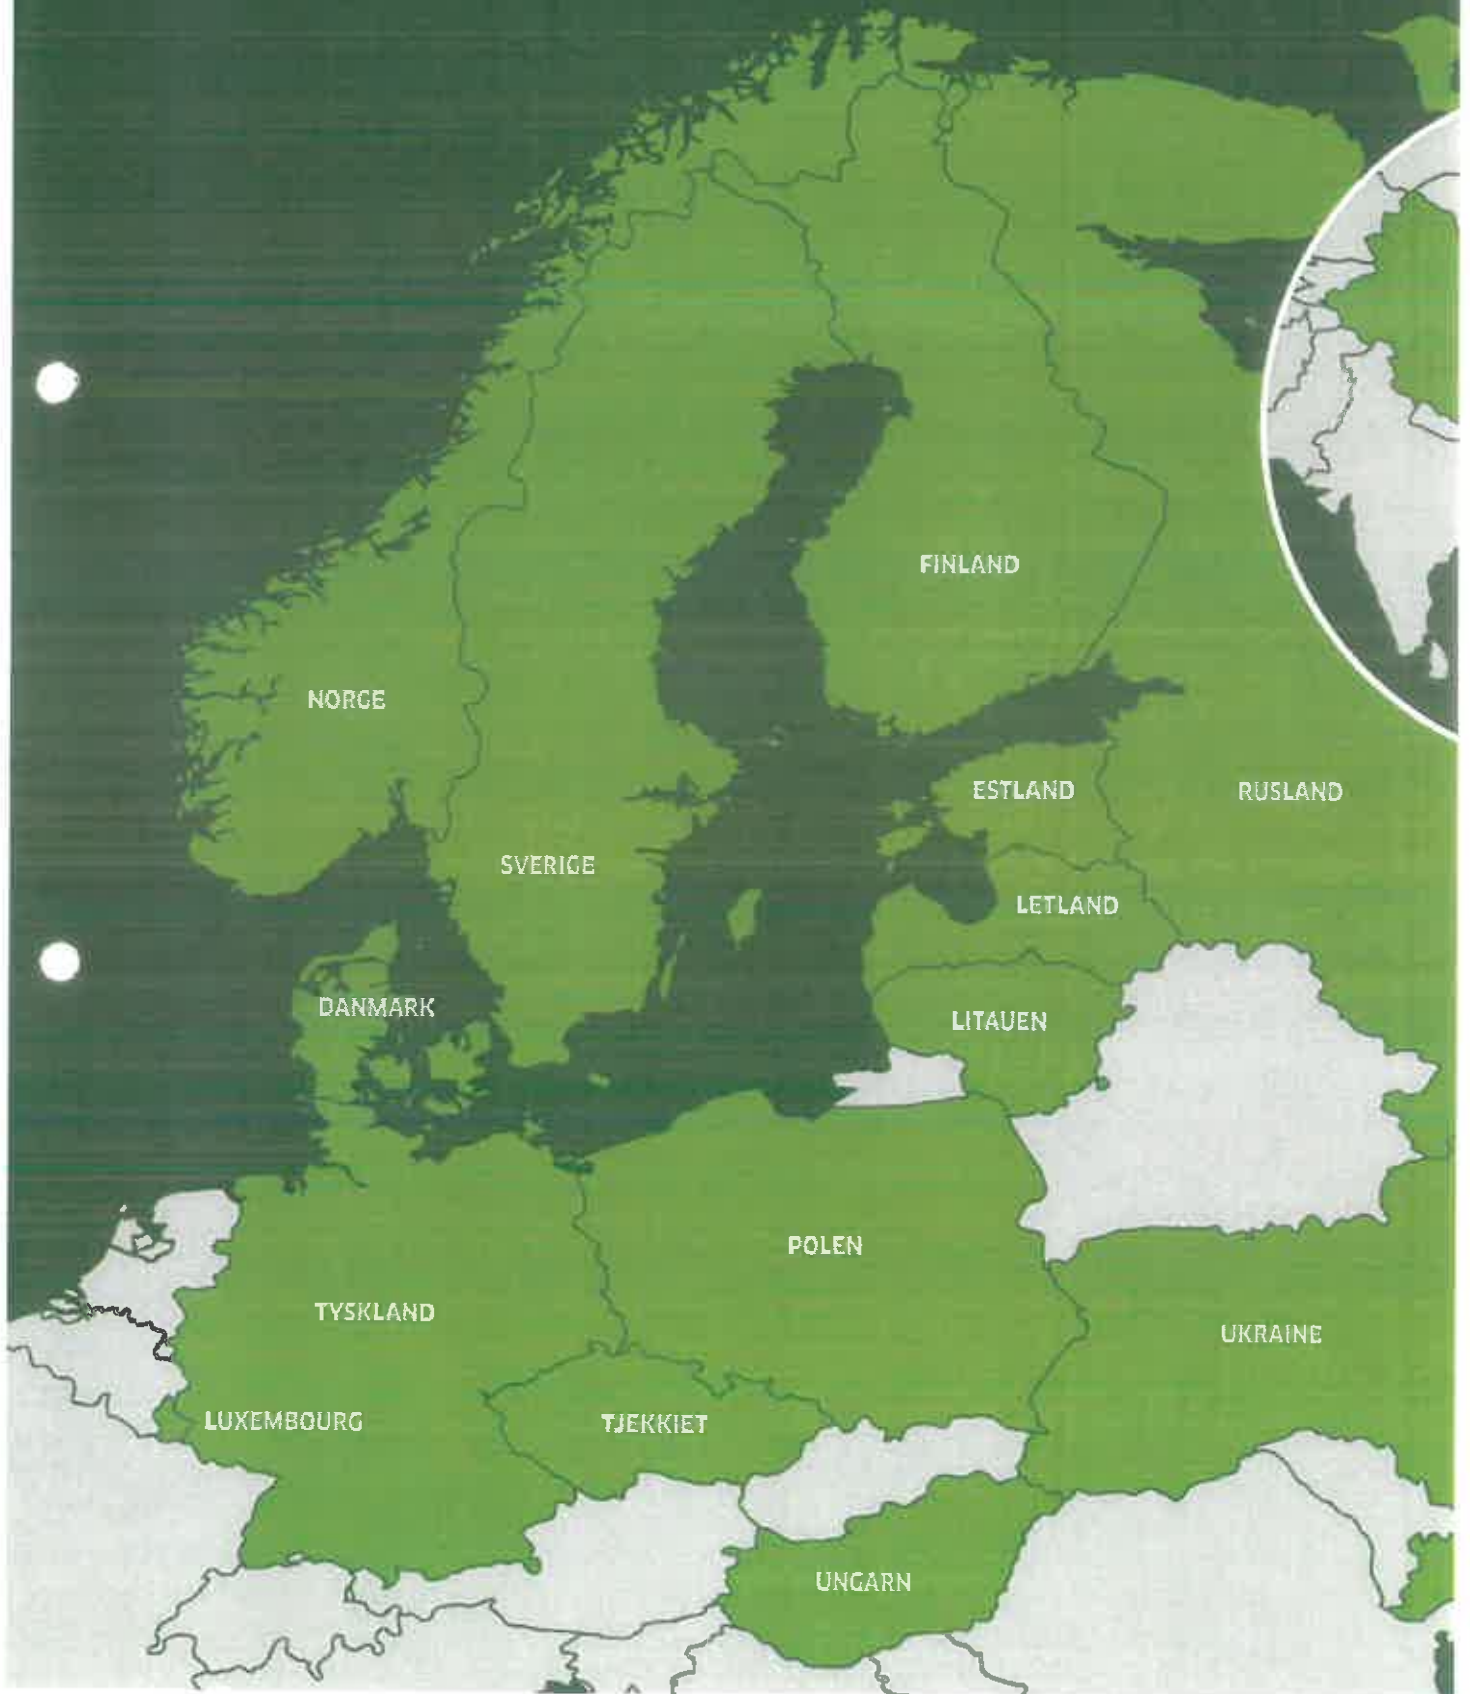 FINLAND
NORGE
ESTLAND
RUSLAND
SVERIGE
LETLAND
DANMARK
LITAUEN
POLEN
TYSKLAND
UKRAINE
LUXEMBOURG
TJEKKIET
UNGARN